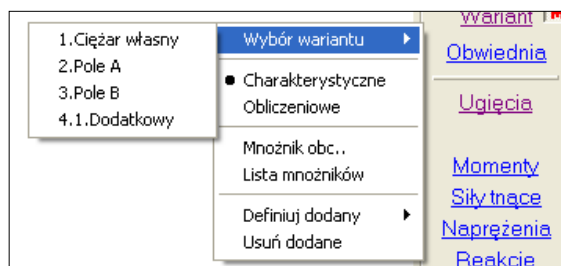 1.Ciężar własny
2.Pole A
3.Pole B
4.1.Dodatkowy
Wybór wariantu
Charakterystyczne
Obliczeniowe
Mnożnik obc..
Lista mnożników
Definiuj dodany
Usuń dodane
Wariant
Obwiednia
Ugięcia
Momenty
Siły tnące
Naprężenia
Reakcje